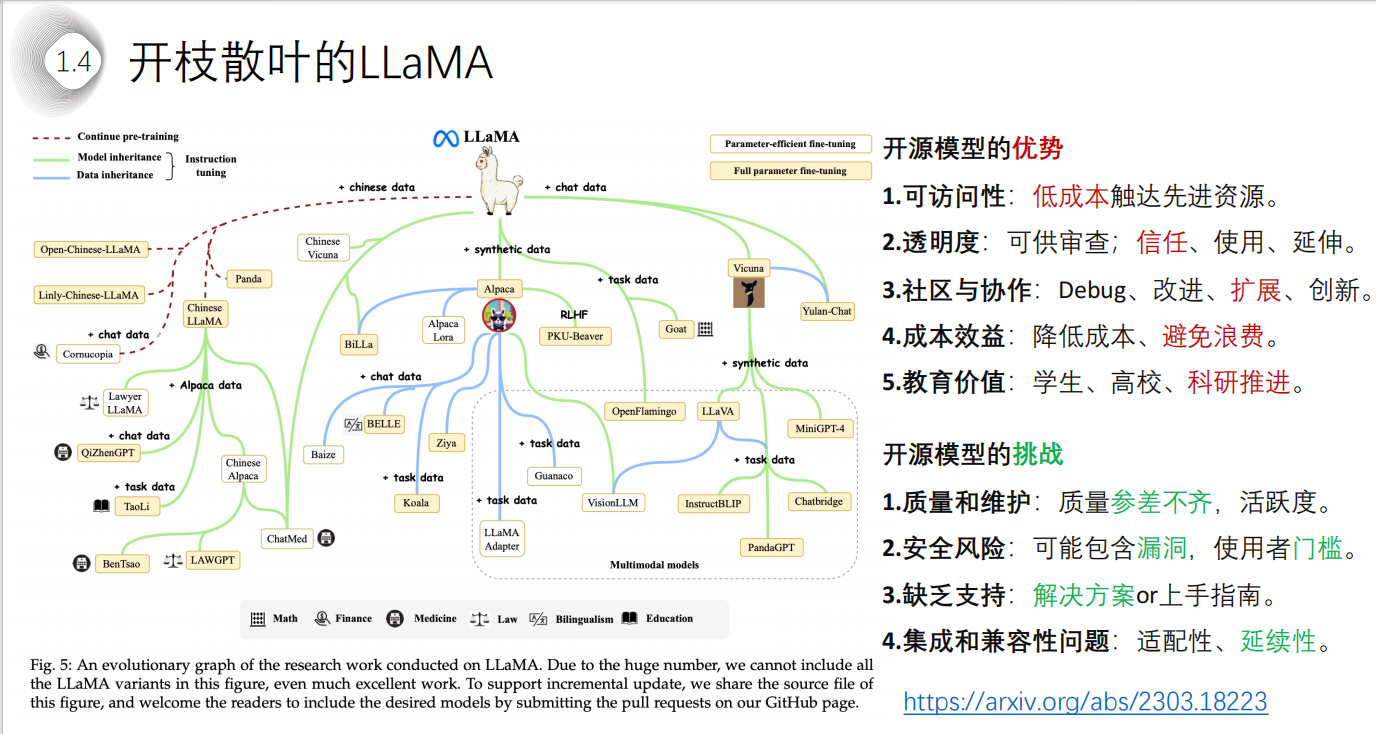 1.4
开枝散叶的LLaMA
Continue pre-training
Model inheritance
Data inheritance
Instruction
tuning
LLaMA
Parameter-efficient fine-tuning
Full parameter fine-tuning
+ chinese data
+ chat data
+ synthetic data
+ task data
Open-Chinese-LLaMA
Linly-Chinese-LLaMA
Panda
Chinese
LLaMA
+ chat data
Cornucopia
Chinese
Vicuna
Alpaca
Vicuna
Yulan-Chat
BiLLa
Alpaca
Lora
RLHF
PKU-Beaver
Goat
+ Alpaca data
Lawyer
LLaMA
+ chat data
QiZhenGPT
+ task data
TaoLi
Chinese
Alpaca
BenTsao
LAWGPT
ChatMed
+ chat data
BELLE
Baize
Ziya
+ task data
Koala
+ task data
Guanaco
+ task data
LLaMA
Adapter
+ synthetic data
OpenFlamingo
LLaVA
MiniGPT-4
+ task data
VisionLLM
InstructBLIP
Chatbridge
PandaGPT
Multimodal models
Math
Finance
Medicine
Law
Bilingualism
Education
Fig. 5: An evolutionary graph of the research work conducted on LLaMA. Due to the huge number, we cannot include all
the LLaMA variants in this figure, even much excellent work. To support incremental update, we share the source file of
this figure, and welcome the readers to include the desired models by submitting the pull requests on our GitHub page.
开源模型的优势
1.可访问性：低成本触达先进资源。
2.透明度：可供审查；信任、使用、延伸。
3.社区与协作：Debug、改进、扩展、创新。
4.成本效益：降低成本、避免浪费。
5.教育价值：学生、高校、科研推进。
开源模型的挑战
1.质量和维护：质量参差不齐，活跃度。
2.安全风险：可能包含漏洞，使用者门槛。
3.缺乏支持：解决方案or上手指南。
4.集成和兼容性问题：适配性、延续性。
https://arxiv.org/abs/2303.18223